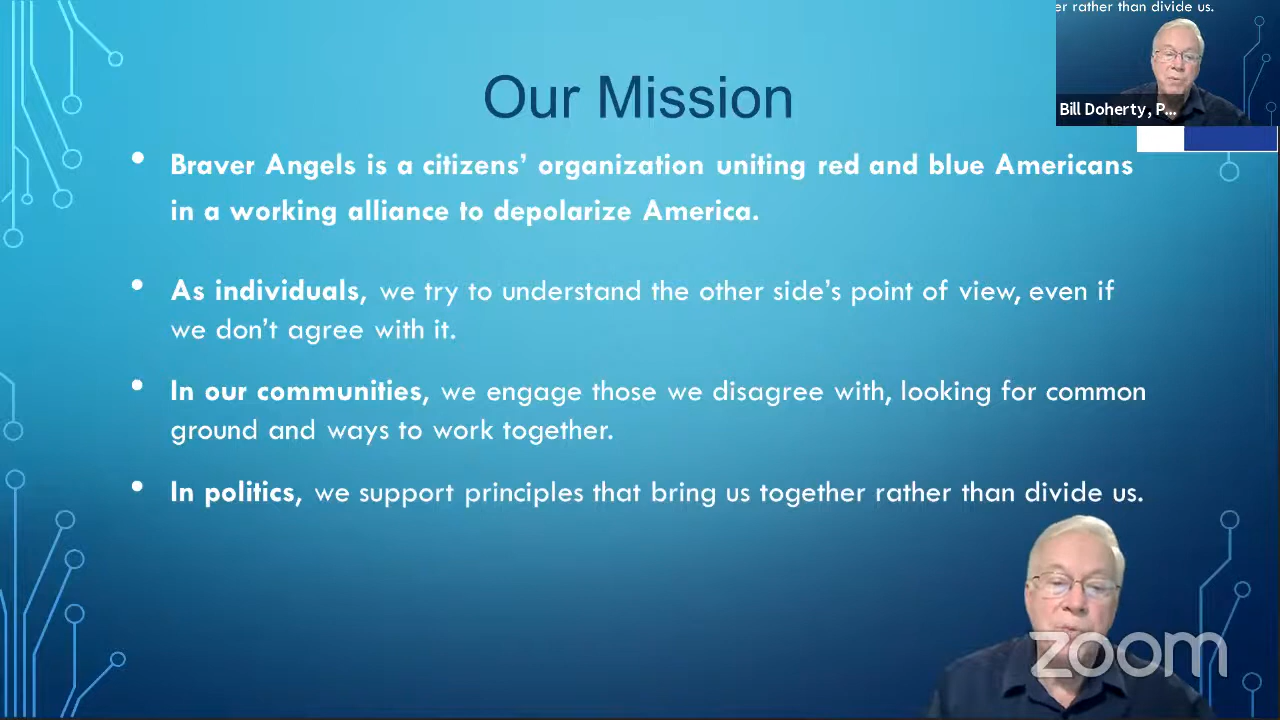 er rather than divide us.
Bill Doherty, P...
Our Mission
• Braver Angels is a citizens’ organization uniting red and blue Americans
in a working alliance to depolarize America.
• As individuals, we try to understand the other side’s point of view, even if
we don’t agree with it.
• In our communities, we engage those we disagree with, looking for common
ground and ways to work together.
• In politics, we support principles that bring us together rather than divide us.
zoom